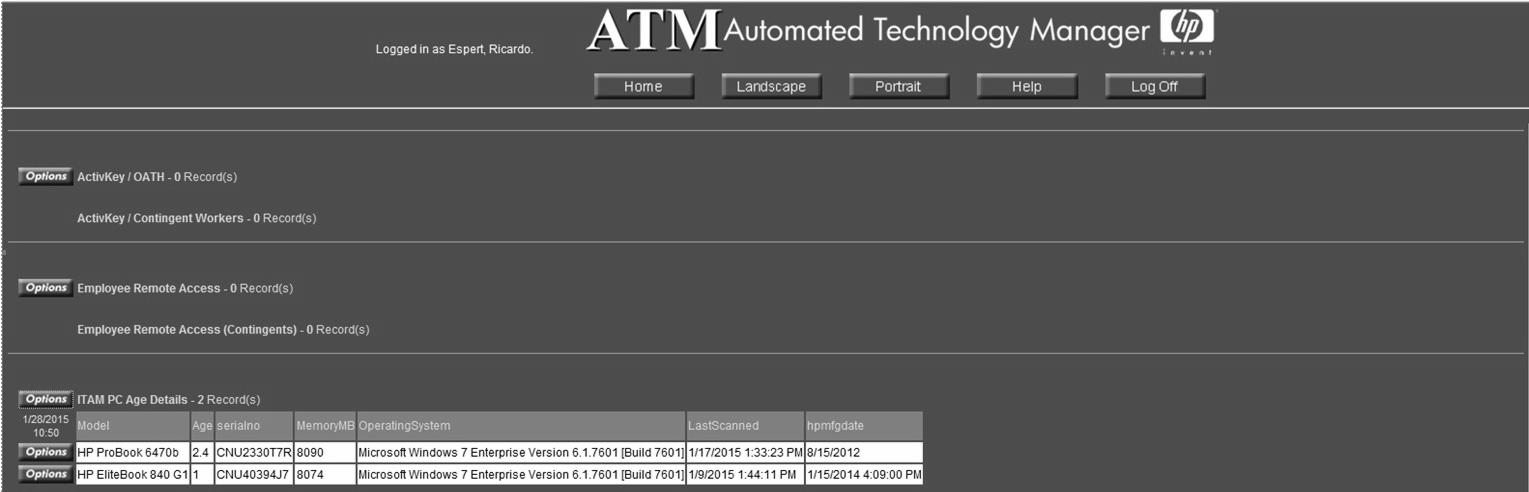 ATM Automated Technology Manager hp
invent
Logged in as Espert, Ricardo.
Home Landscape Portrait Help Log Off
Options ActivKey / OATH - 0 Record(s)
ActivKey / Contingent Workers - 0 Record(s)
Options Employee Remote Access - 0 Record(s)
Employee Remote Access (Contingents) - 0 Record(s)
Options ITAM PC Age Details - 2 Record(s)
1/28/2015 10:50 Model Age serialno MemoryMB OperatingSystem LastScanned hpmfgdate
Options HP ProBook 6470b 2.4 CNU2330T7R 8090 Microsoft Windows 7 Enterprise Version 6.1.7601 [Build 7601] 1/17/2015 1:33:23 PM 8/15/2012
Options HP EliteBook 840 G1 1 CNU40394J7 8074 Microsoft Windows 7 Enterprise Version 6.1.7601 [Build 7601] 1/9/2015 1:44:11 PM 1/15/2014 4:09:00 PM